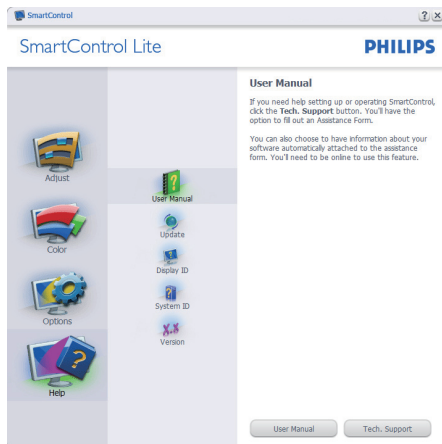 SmartControl
SmartControl Lite
PHILIPS
Adjust
Color
Options
Help
User Manual
Update
Display ID
System ID
X.X
Version
User Manual
If you need help setting up or operating SmartControl,
click the Tech. Support button. You'll have the
option to fill out an Assistance Form.
You can also choose to have information about your
software automatically attached to the assistance
form. You'll need to be online to use this feature.
User Manual
Tech. Support